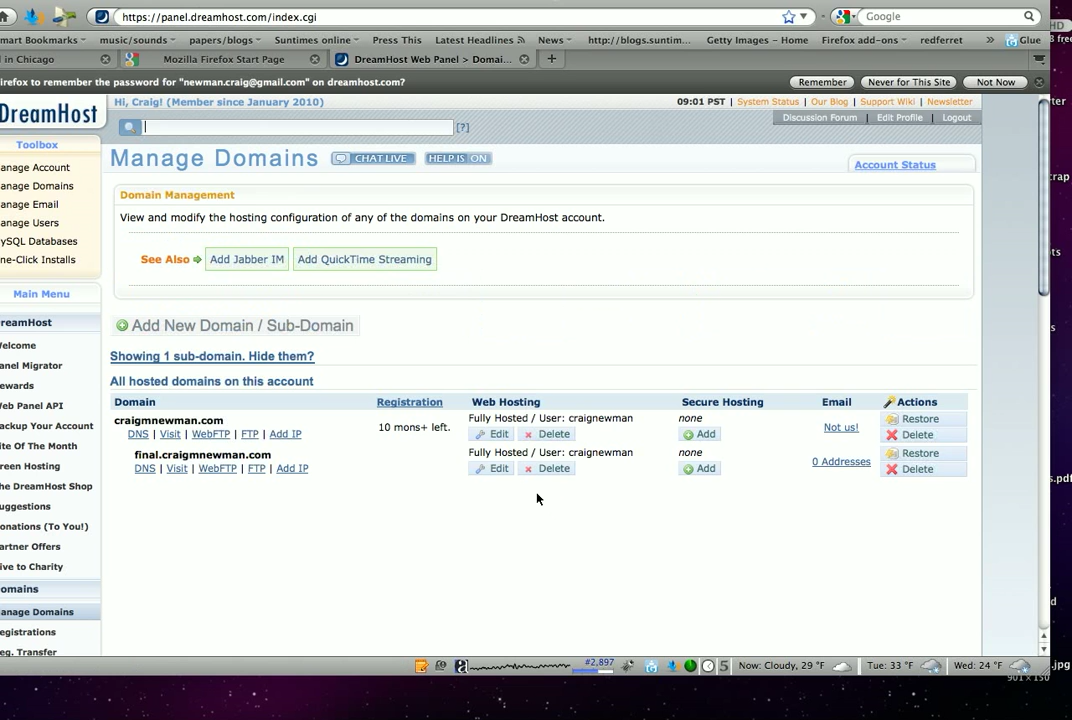 https://panel.dreamhost.com/index.cgi
Google
mart Bookmarks
music/sounds
papers/blogs
Suntimes online
Press This
Latest Headlines
News
http://blogs.suntim...
Getty Images - Home
Firefox add-ons
redferret
»
Glue
in Chicago
Mozilla Firefox Start Page
DreamHost Web Panel > Domai...
irefox to remember the password for "newman.craig@gmail.com" on dreamhost.com?
Remember
Never for This Site
Not Now
DreamHost
Hi, Craig! (Member since January 2010)
09:01 PST | System Status | Our Blog | Support Wiki | Newsletter
Discussion Forum | Edit Profile | Logout
[?]
Toolbox
anage Account
anage Domains
anage Email
anage Users
ySQL Databases
ne-Click Installs
Main Menu
reamHost
elcome
anel Migrator
ewards
eb Panel API
ackup Your Account
ite Of The Month
reen Hosting
he DreamHost Shop
uggestions
onations (To You!)
artner Offers
ive to Charity
omains
anage Domains
egistrations
eg. Transfer
Manage Domains
CHAT LIVE
HELP IS ON
Account Status
Domain Management
View and modify the hosting configuration of any of the domains on your DreamHost account.
See Also
Add Jabber IM
Add QuickTime Streaming
Add New Domain / Sub-Domain
Showing 1 sub-domain. Hide them?
All hosted domains on this account
Domain Registration Web Hosting Secure Hosting Email Actions
craigmnewman.com
DNS | Visit | WebFTP | FTP | Add IP
10 mons+ left.
Fully Hosted / User: craignewman
Edit Delete
none
Add
Not us!
Restore
Delete
final.craigmnewman.com
DNS | Visit | WebFTP | FTP | Add IP
Fully Hosted / User: craignewman
Edit Delete
none
Add
0 Addresses
Restore
Delete
#2,897
5
Now: Cloudy, 29 °F
Tue: 33 °F
Wed: 24 °F
HD
ter
rap
ts
s.pdf
.jpg
901×150